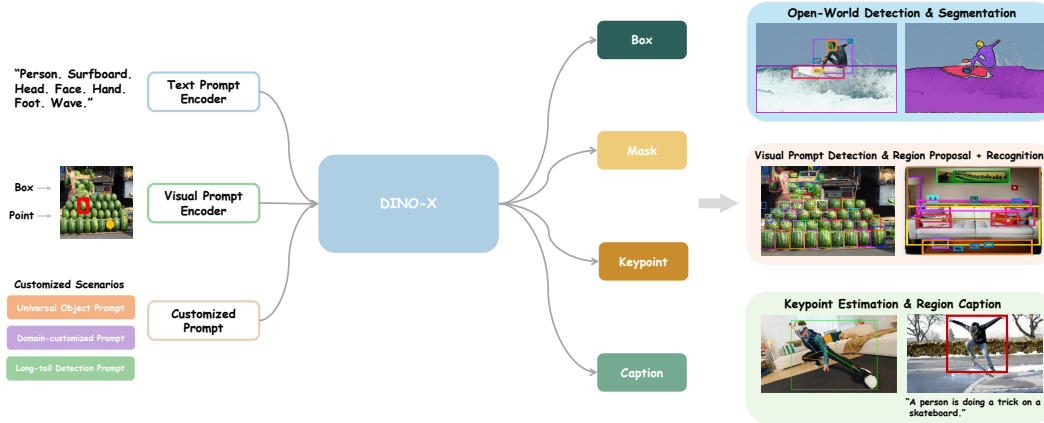 “Person. Surfboard.
Head. Face. Hand.
Foot. Wave.”
Text Prompt
Encoder
Box
Point
Visual Prompt
Encoder
Customized Scenarios
Universal Object Prompt
Domain-customized Prompt
Long-tail Detection Prompt
Customized
Prompt
DINO-X
Box
Mask
Keypoint
Caption
Open-World Detection & Segmentation
Visual Prompt Detection & Region Proposal + Recognition
Keypoint Estimation & Region Caption
“A person is doing a trick on a
skateboard.”